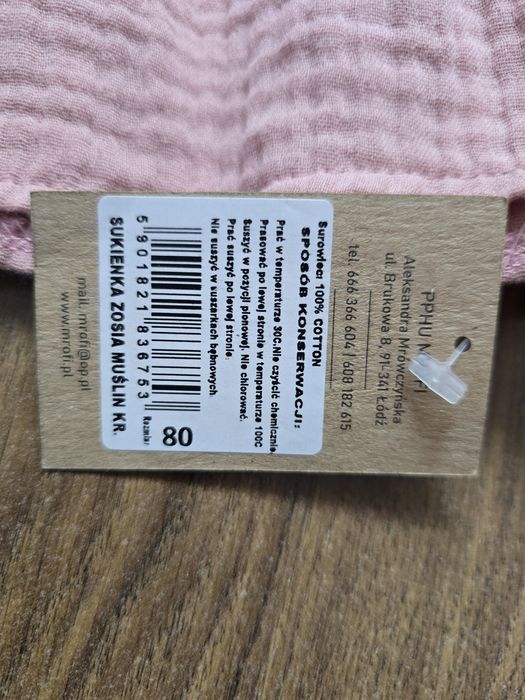 PPHU
FI
Aleksandra Mrówczyńska
ul Brukowa 8, 91-341 Łódź
tel. 666 366 604 / 608 182 615
Surowiec: 100% COTTON
SPOSÓB KONSERWACJI:
Prać w temperaturze 30C.Nie czyścić chemicznie.
Prasować po lewej stronie w temperaturze 100C
Suszyć w pozycji pionowej. Nie chlorować.
Prać suszyć po lewej stronie.
Nie suszyć w suszarkach bębnowych.
5 901821 836753
Rozmiar
80
SUKIENKA ZOSIA MUŚLIN KR.
mail. mrofi@op.pl
www.mrofi.pl